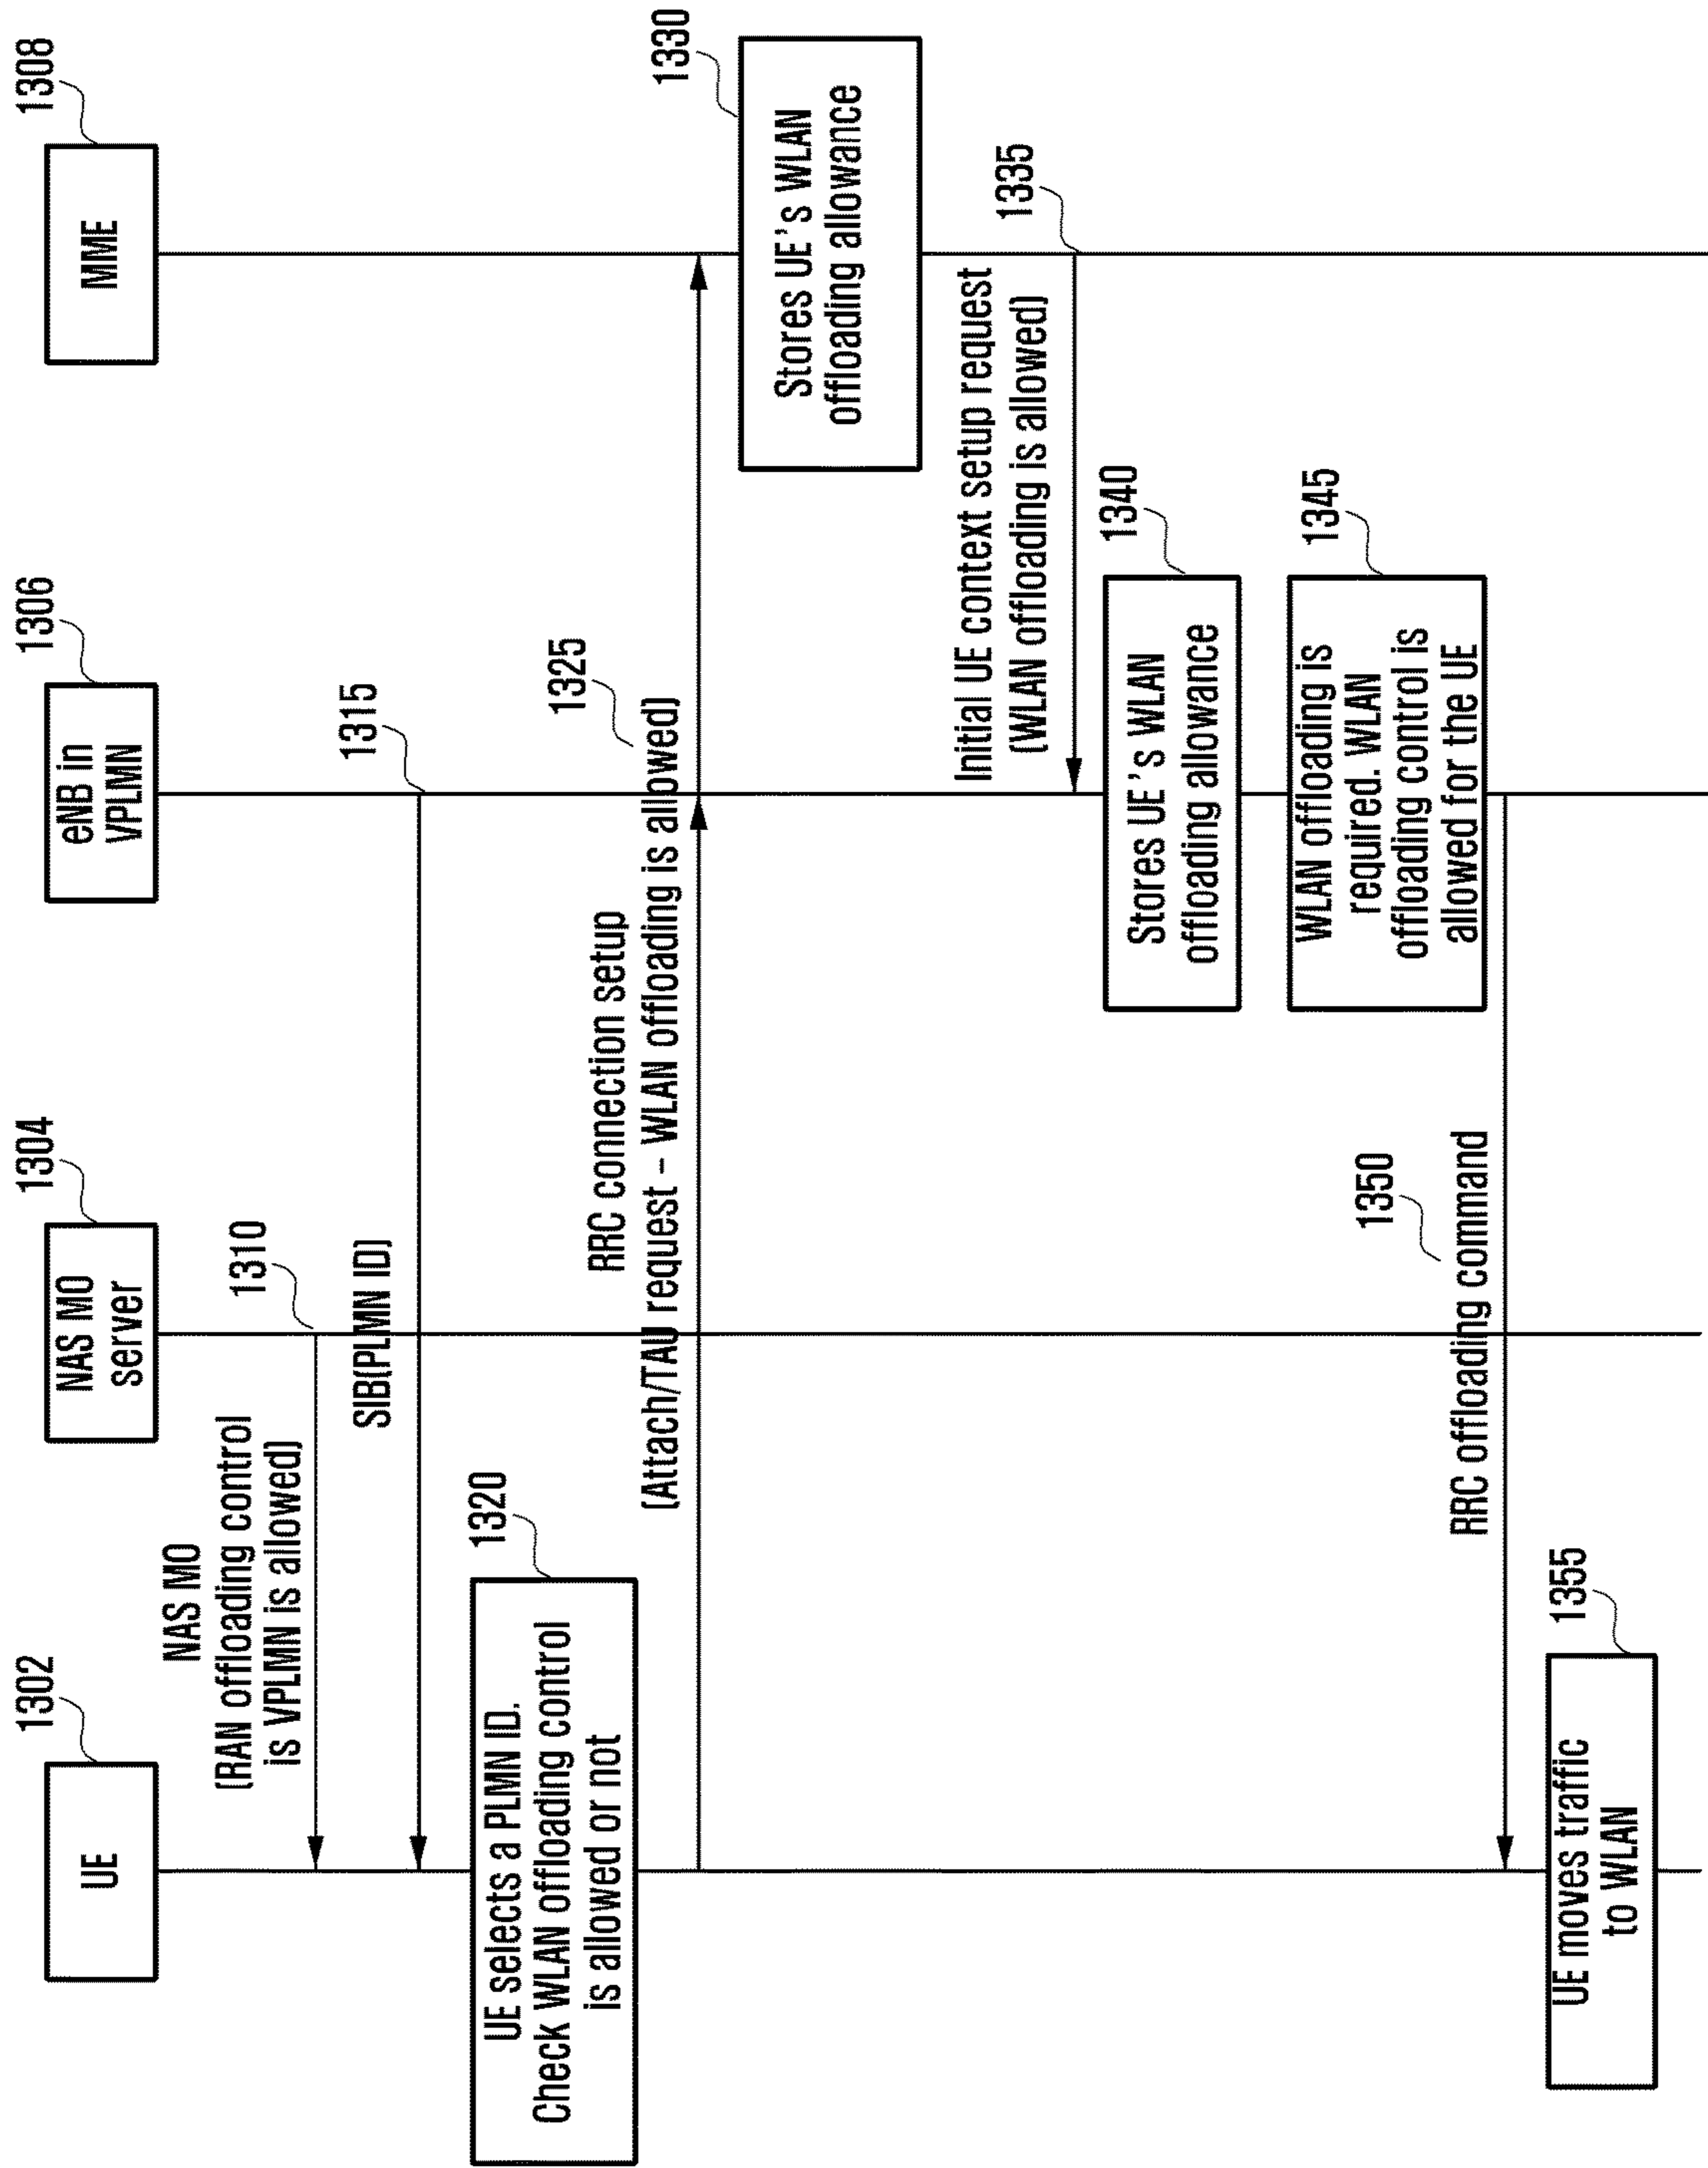 1302
1304
1306
1308
UE
NAS MO
server
eNB in
VPLMN
MME
NAS MO
(RAN offloading control
is VPLMN is allowed)
1310
SIB(PLMN ID)
1315
1320
UE selects a PLMN ID.
Check WLAN offloading control
is allowed or not
RRC connection setup
(Attach/TAU request - WLAN offloading is allowed)
1325
1330
Stores UE's WLAN
offloading allowance
Initial UE context setup request
(WLAN offloading is allowed)
1335
1340
Stores UE's WLAN
offloading allowance
1345
WLAN offloading is
required. WLAN
offloading control is
allowed for the UE
1350
RRC offloading command
1355
UE moves traffic
to WLAN